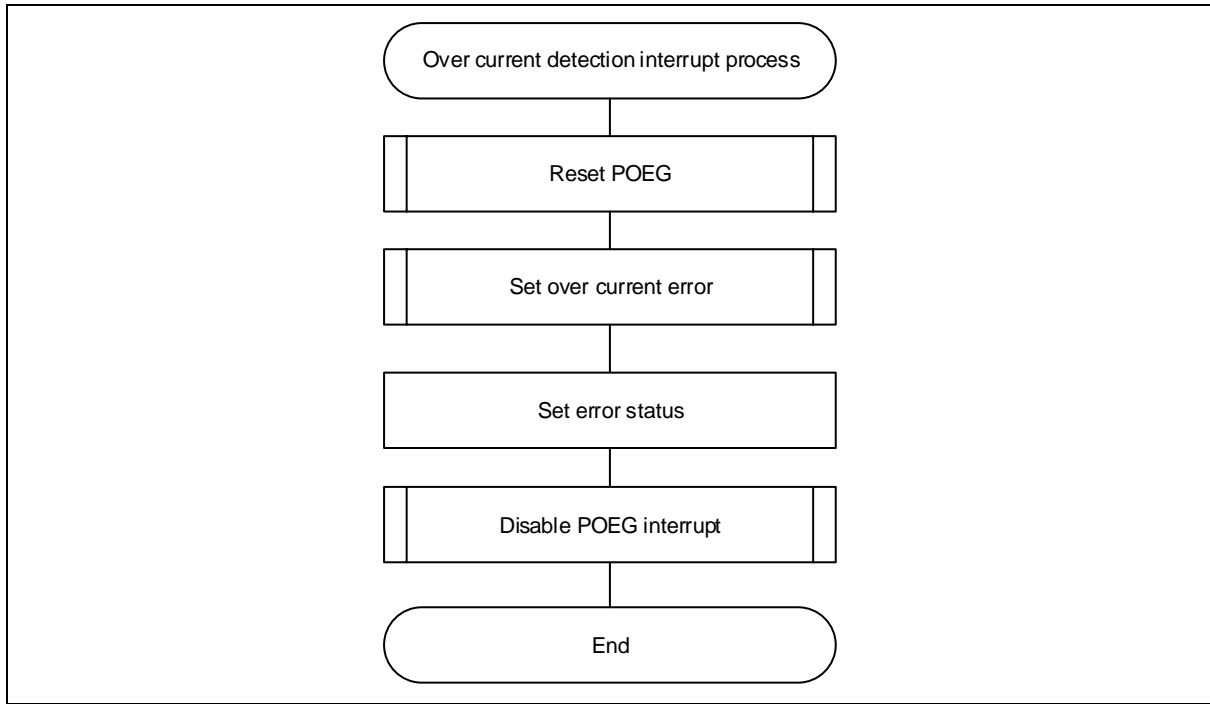 Over current detection interrupt process
Reset POEG
Set over current error
Set error status
Disable POEG interrupt
End